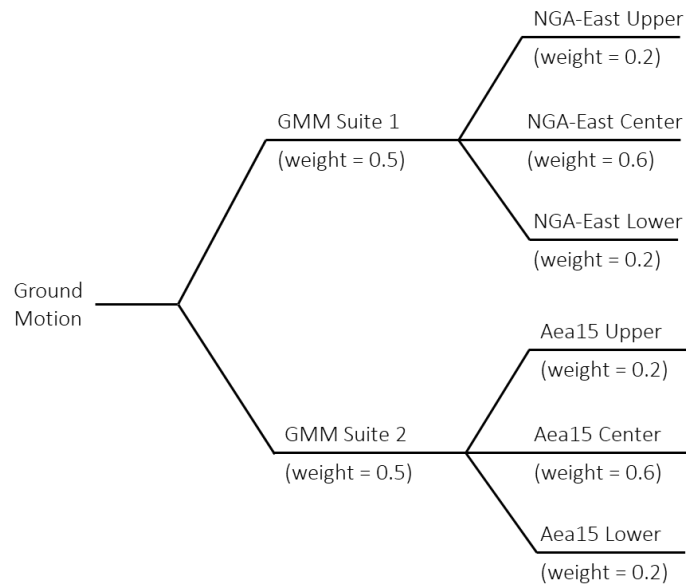 NGA-East Upper
(weight = 0.2)
GMM Suite 1
(weight = 0.5)
NGA-East Center
(weight = 0.6)
NGA-East Lower
(weight = 0.2)
Ground
Motion
Aea15 Upper
(weight = 0.2)
GMM Suite 2
(weight = 0.5)
Aea15 Center
(weight = 0.6)
Aea15 Lower
(weight = 0.2)